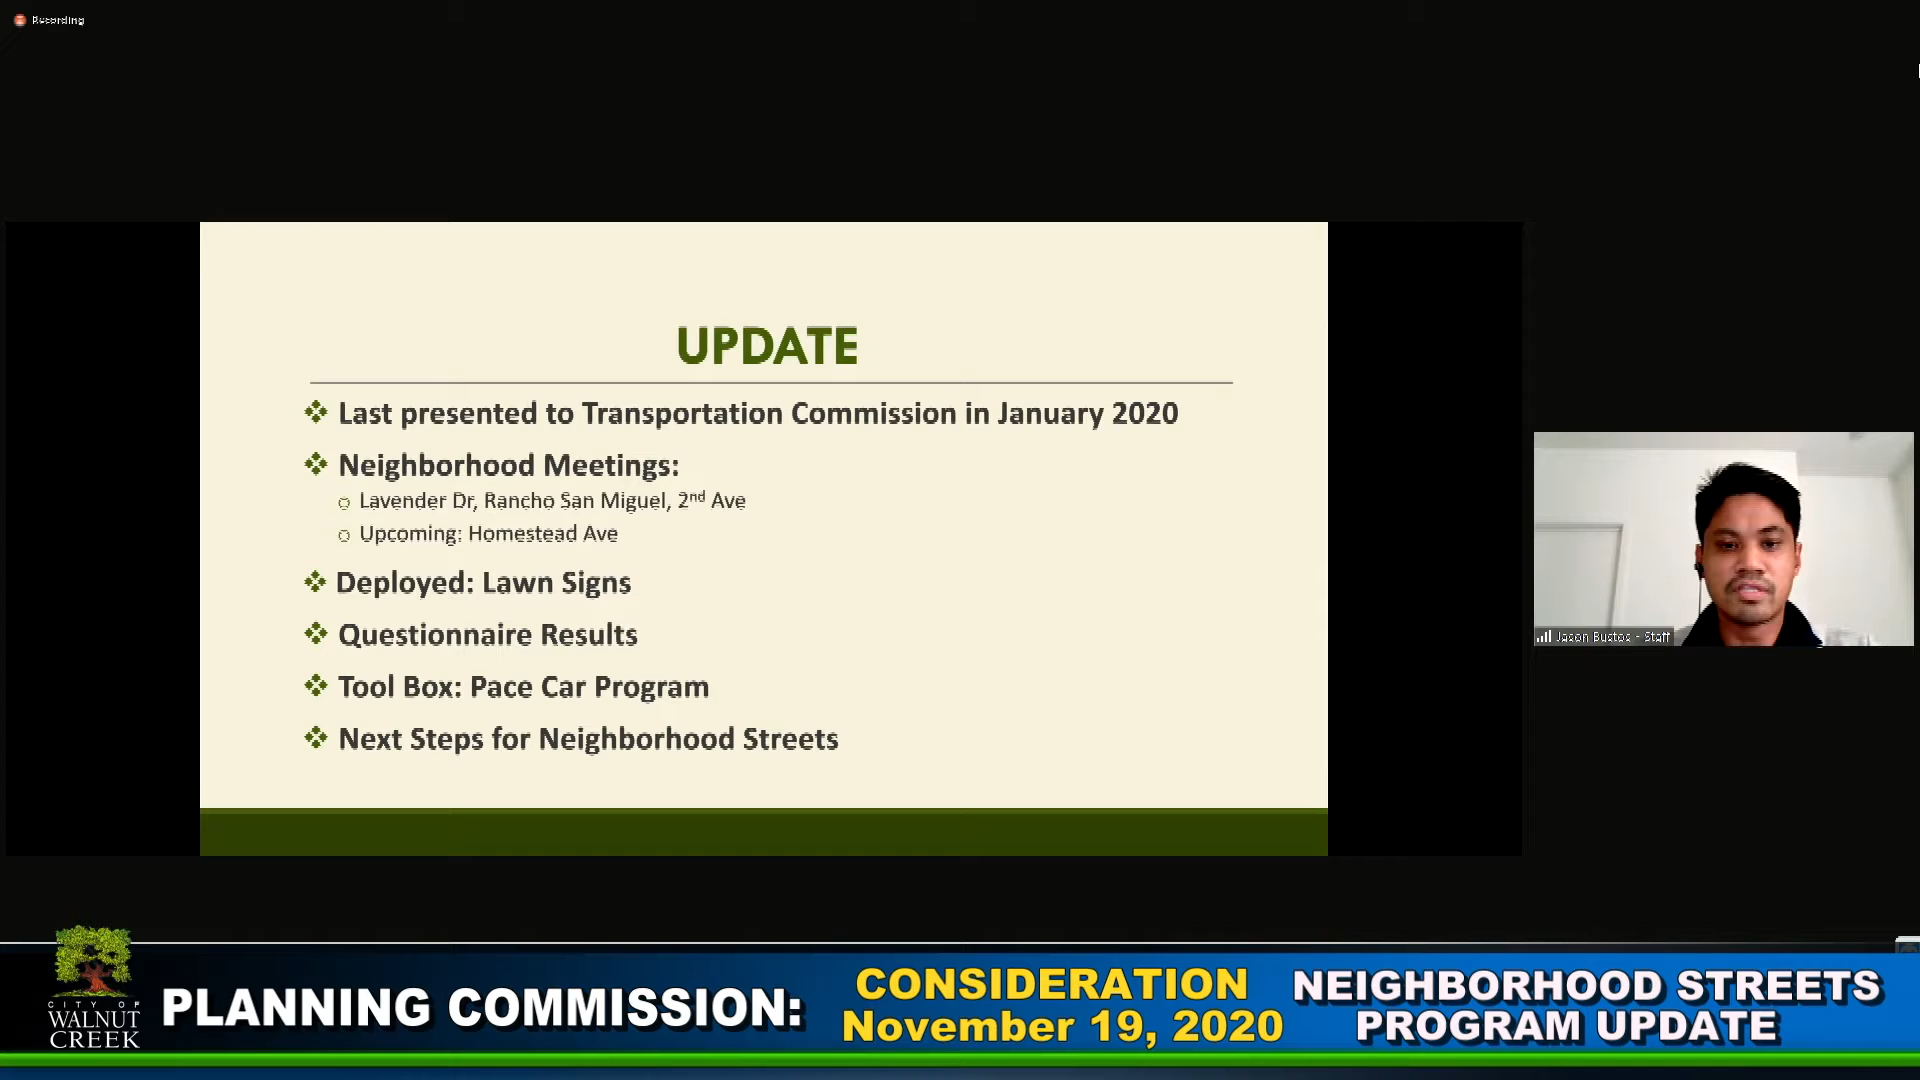 Recording
UPDATE
Last presented to Transportation Commission in January 2020
Neighborhood Meetings:
Lavender Dr, Rancho San Miguel, 2nd Ave
Upcoming: Homestead Ave
Deployed: Lawn Signs
Questionnaire Results
Tool Box: Pace Car Program
Next Steps for Neighborhood Streets
Jason Bustos - Staff
CITY OF
WALNUT
CREEK
PLANNING COMMISSION:
CONSIDERATION
November 19, 2020
NEIGHBORHOOD STREETS
PROGRAM UPDATE